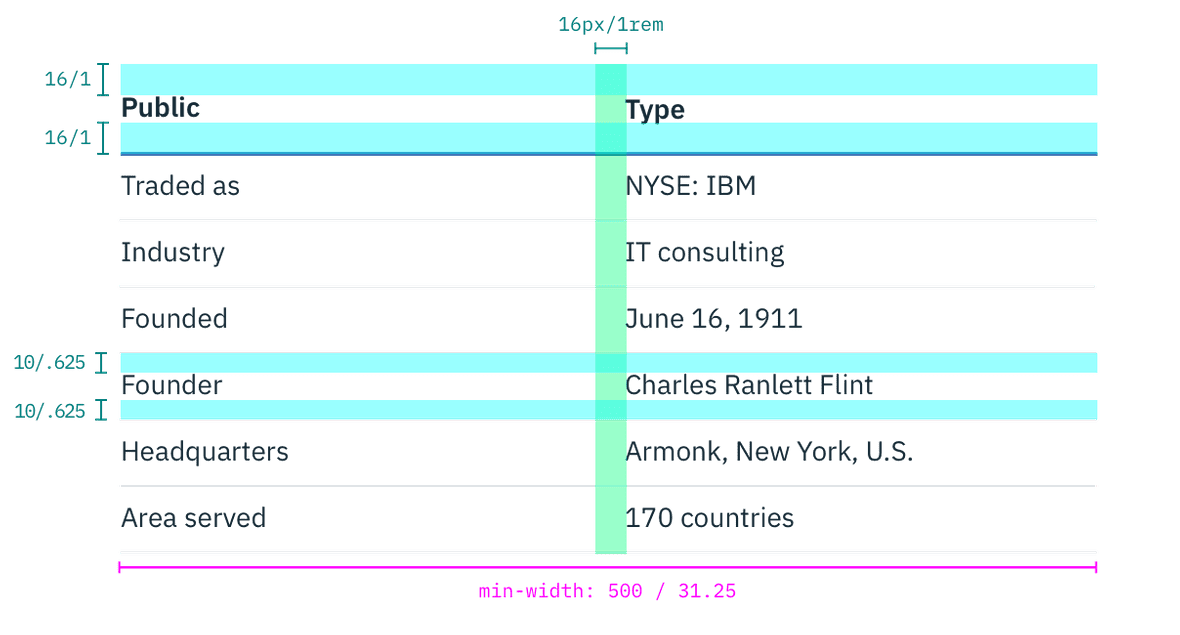 16px/1rem
16/1
Public Type
16/1
Traded as NYSE: IBM
Industry IT consulting
Founded June 16, 1911
10/.625
Founder Charles Ranlett Flint
10/.625
Headquarters Armonk, New York, U.S.
Area served 170 countries
min-width: 500 / 31.25